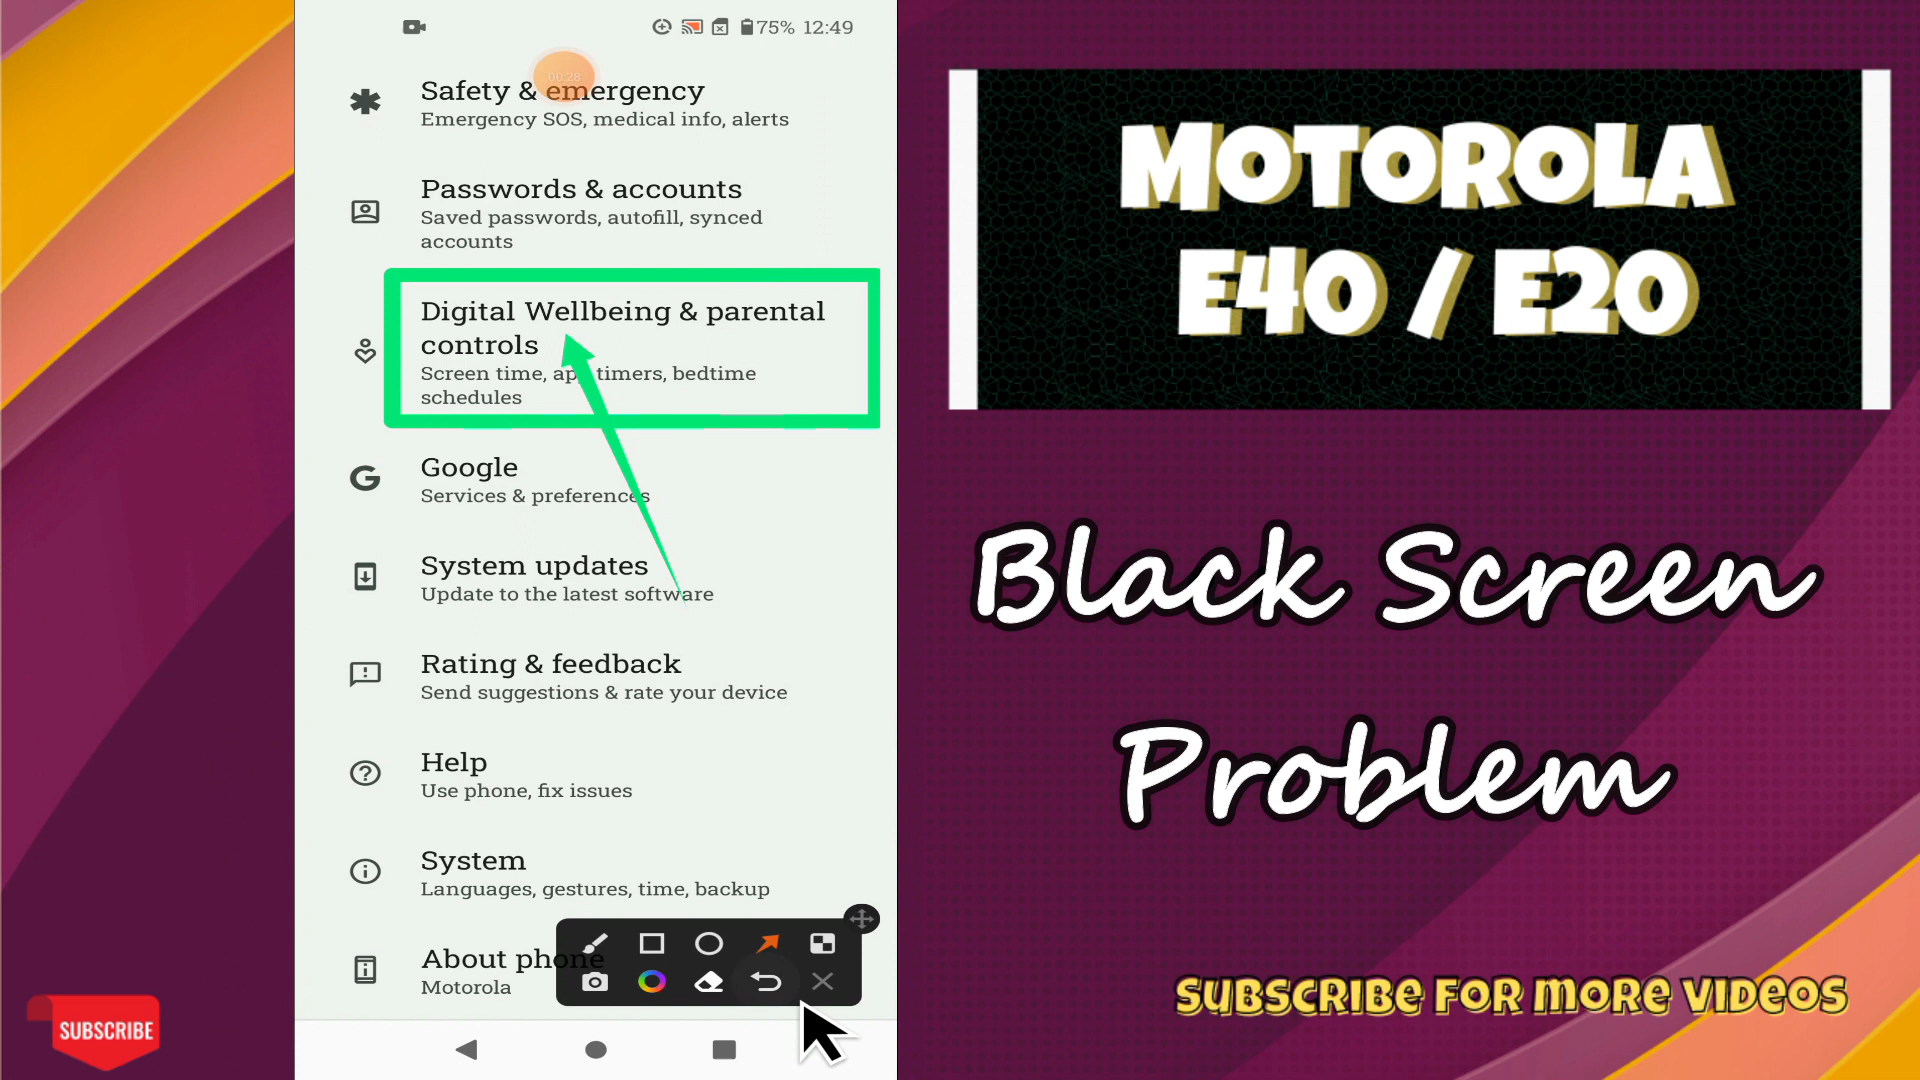 75% 12:49
00:28
Safety & emergency
Emergency SOS, medical info, alerts
Passwords & accounts
Saved passwords, autofill, synced
accounts
Digital Wellbeing & parental
controls
Screen time, app timers, bedtime
schedules
Google
Services & preferences
System updates
Update to the latest software
Rating & feedback
Send suggestions & rate your device
Help
Use phone, fix issues
System
Languages, gestures, time, backup
About phone
Motorola
SUBSCRIBE
MOTOROLA
E40 / E20
Black Screen
Problem
SUBSCRIBE FOR MORE VIDEOS